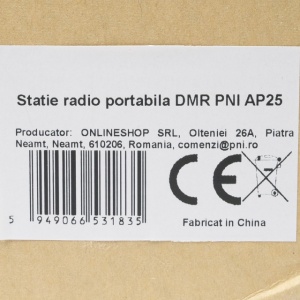 Statie radio portabila DMR PNI AP25
Producator: ONLINESHOP SRL, Olteniei 26A, Piatra
Neamt, Neamt, 610206, Romania, comenzi@pni.ro
CE
5 949066 531835
Fabricat in China